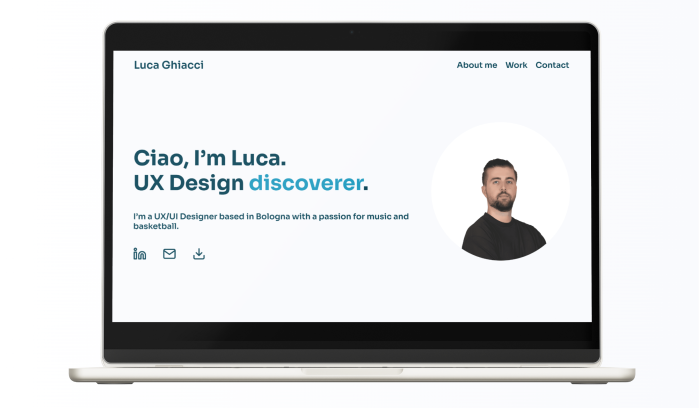 Luca Ghiacci
About me Work Contact
Ciao, I'm Luca.
UX Design discoverer.
I'm a UX/UI Designer based in Bologna with a passion for music and
basketball.
in